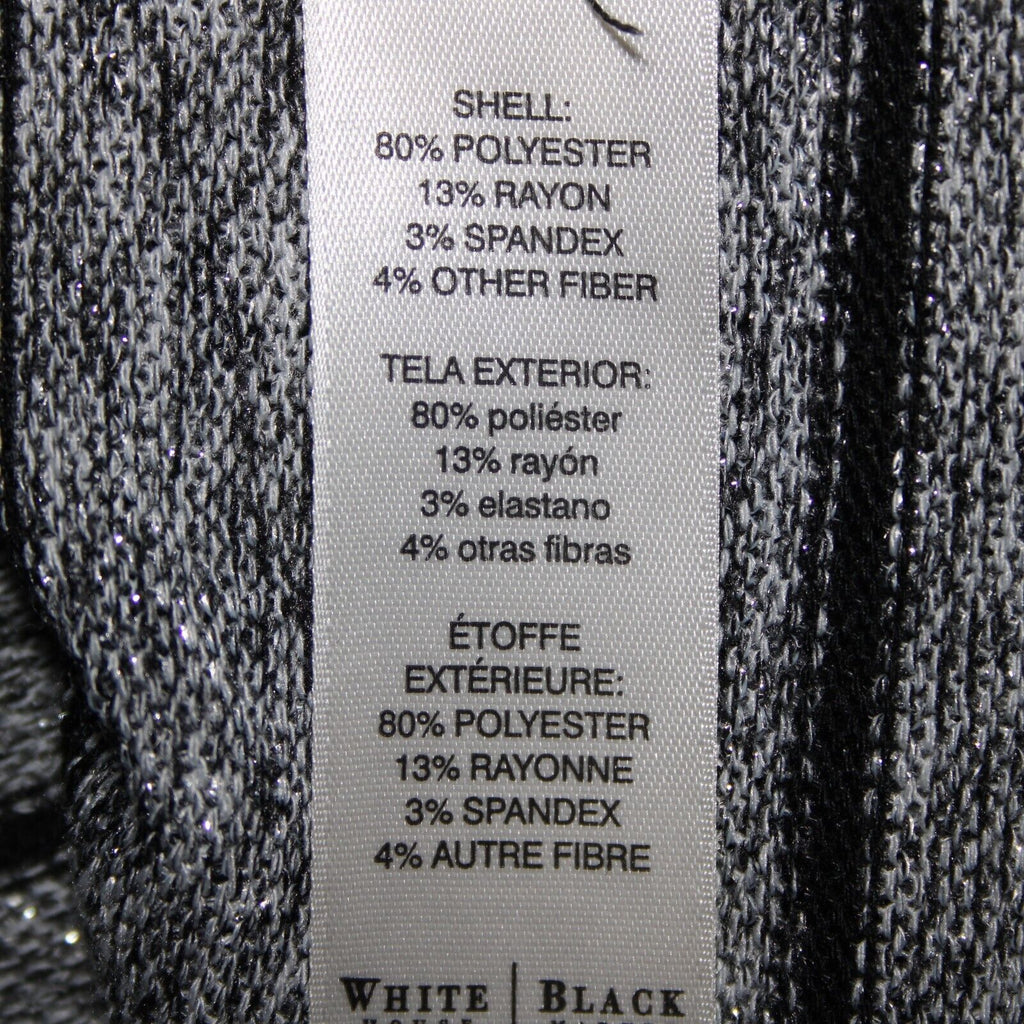 SHELL:
80% POLYESTER
13% RAYON
3% SPANDEX
4% OTHER FIBER
TELA EXTERIOR:
80% poliéster
13% rayón
3% elastano
4% otras fibras
ÉTOFFE
EXTÉRIEURE:
80% POLYESTER
13% RAYONNE
3% SPANDEX
4% AUTRE FIBRE
WHITE | BLACK